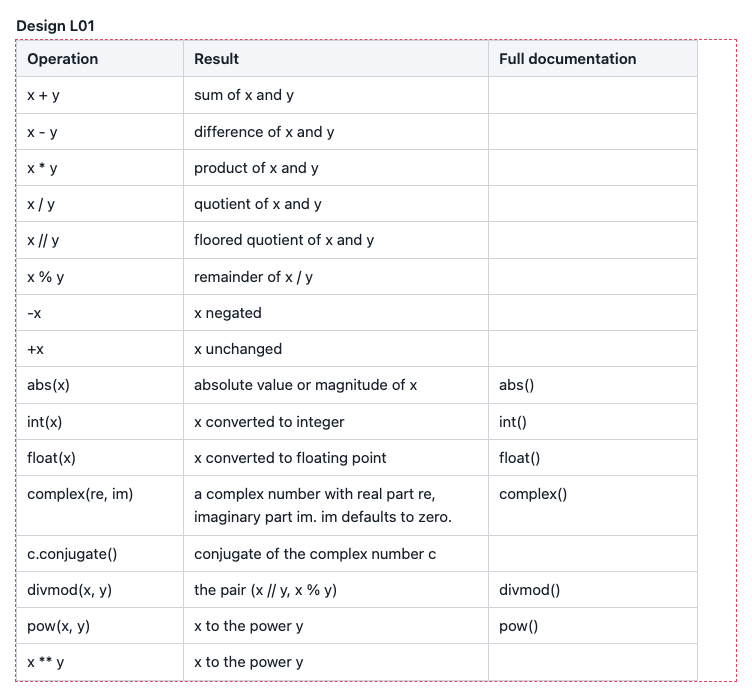 Design L01
Operation Result Full documentation
x + y sum of x and y
x - y difference of x and y
x * y product of x and y
x / y quotient of x and y
x // y floored quotient of x and y
x % y remainder of x / y
-x x negated
+x x unchanged
abs(x) absolute value or magnitude of x abs()
int(x) x converted to integer int()
float(x) x converted to floating point float()
complex(re, im) a complex number with real part re, complex()
imaginary part im. im defaults to zero.
c.conjugate() conjugate of the complex number c
divmod(x, y) the pair (x // y, x % y) divmod()
pow(x, y) x to the power y pow()
x ** y x to the power y